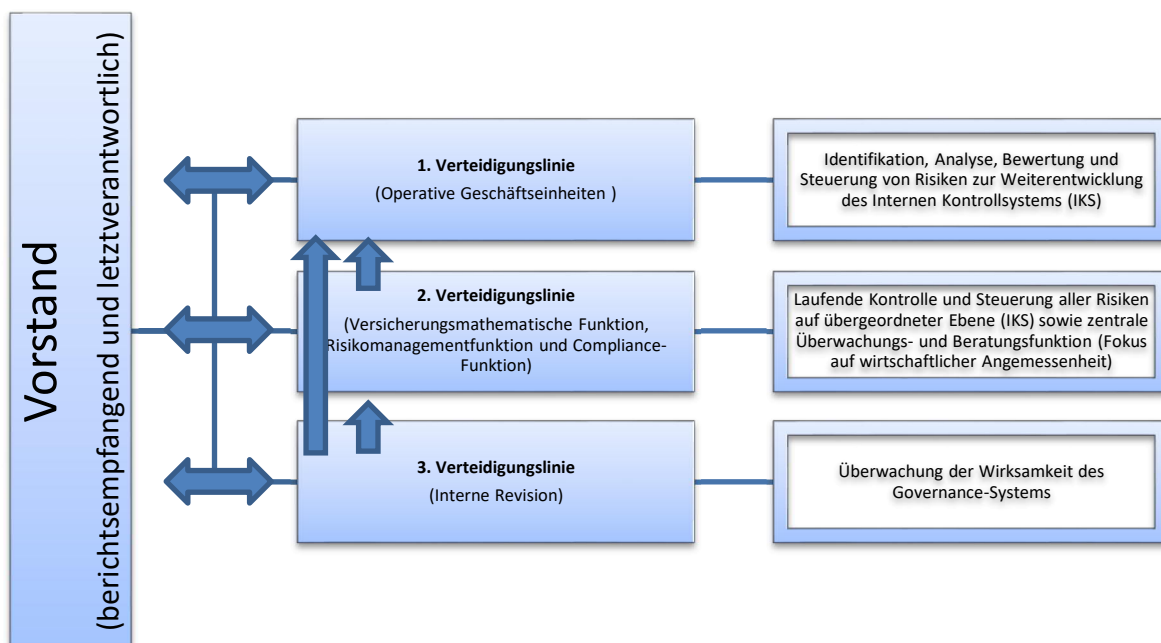 Vorstand
(berichtsempfangend und letztverantwortlich)
1. Verteidigungslinie
(Operative Geschäftseinheiten )
Identifikation, Analyse, Bewertung und
Steuerung von Risiken zur Weiterentwicklung
des Internen Kontrollsystems (IKS)
2. Verteidigungslinie
(Versicherungsmathematische Funktion,
Risikomanagementfunktion und Compliance-
Funktion)
Laufende Kontrolle und Steuerung aller Risiken
auf übergeordneter Ebene (IKS) sowie zentrale
Überwachungs- und Beratungsfunktion (Fokus
auf wirtschaftlicher Angemessenheit)
3. Verteidigungslinie
(Interne Revision)
Überwachung der Wirksamkeit des
Governance-Systems